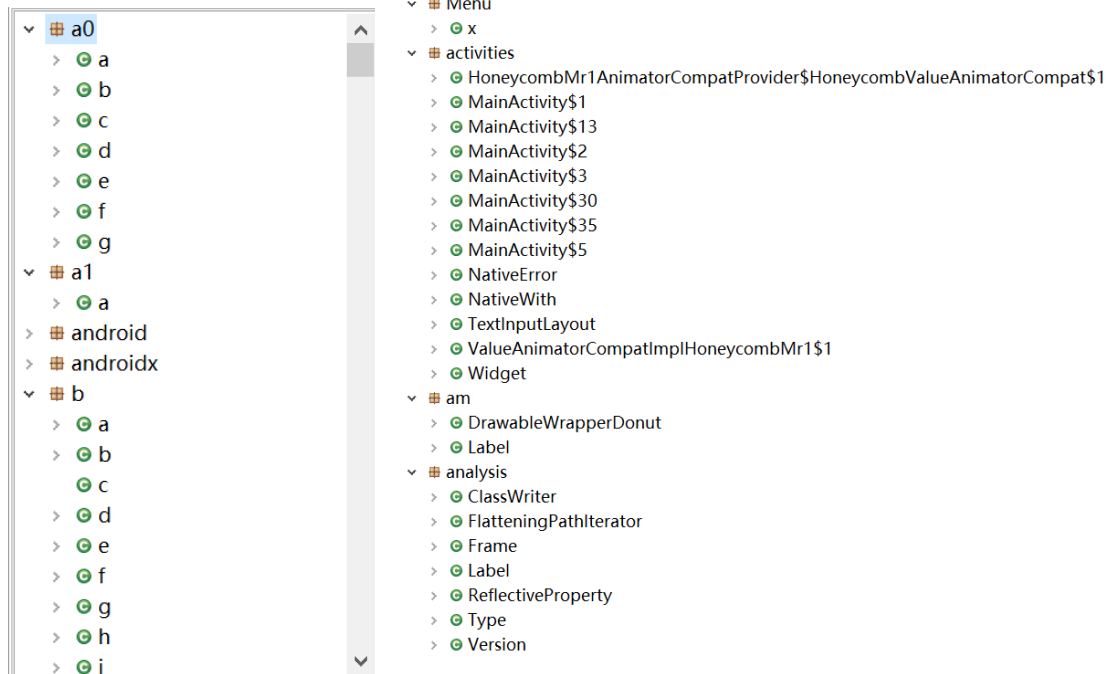 a0
a
b
c
d
e
f
g
a1
a
android
androidx
b
a
b
c
d
e
f
g
h
i
Menu
x
activities
HoneycombMr1AnimatorCompatProvider$HoneycombValueAnimatorCompat$1
MainActivity$1
MainActivity$13
MainActivity$2
MainActivity$3
MainActivity$30
MainActivity$35
MainActivity$5
NativeError
NativeWith
TextInputLayout
ValueAnimatorCompatImplHoneycombMr1$1
Widget
am
DrawableWrapperDonut
Label
analysis
ClassWriter
FlatteningPathIterator
Frame
Label
ReflectiveProperty
Type
Version